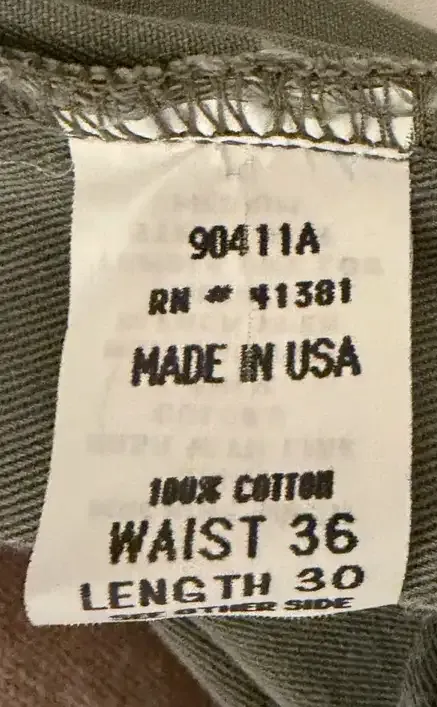 90411A
RN # 41381
MADE IN USA
100% COTTON
WAIST 36
LENGTH 30
SEE OTHER SIDE